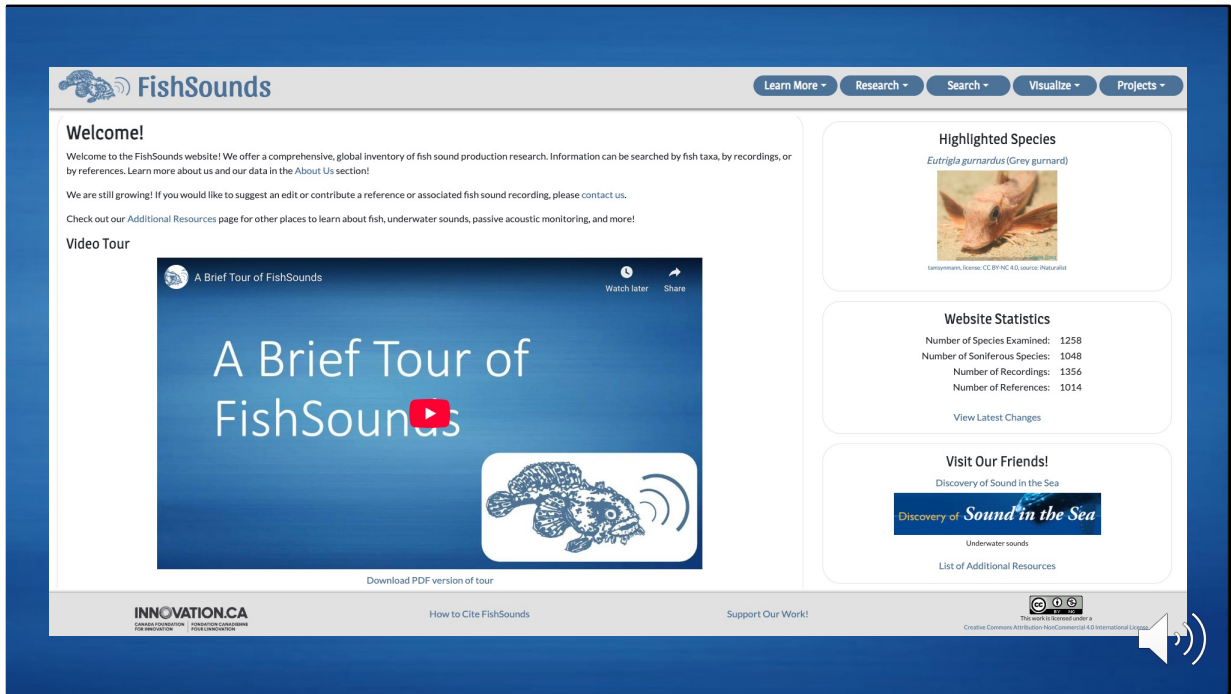 FishSounds
Learn More
Research
Search
Visualize
Projects
Welcome!
Welcome to the FishSounds website! We offer a comprehensive, global inventory of fish sound production research. Information can be searched by fish taxa, by recordings, or
by references. Learn more about us and our data in the About Us section!
We are still growing! If you would like to suggest an edit or contribute a reference or associated fish sound recording, please contact us.
Check out our Additional Resources page for other places to learn about fish, underwater sounds, passive acoustic monitoring, and more!
Video Tour
A Brief Tour of FishSounds
Watch later
Share
A Brief Tour of
FishSounds
Download PDF version of tour
Highlighted Species
Eutrigla gurnardus (Grey gurnard)
tamsynmann, license: CC BY-NC 4.0, source: iNaturalist
Website Statistics
Number of Species Examined: 1258
Number of Soniferous Species: 1048
Number of Recordings: 1356
Number of References: 1014
View Latest Changes
Visit Our Friends!
Discovery of Sound in the Sea
Discovery of Sound in the Sea
Underwater sounds
List of Additional Resources
INNOVATION.CA
CANADA FOUNDATION FOR INNOVATION
FONDATION CANADIENNE POUR L'INNOVATION
How to Cite FishSounds
Support Our Work!
CC BY NC
This work is licensed under a
Creative Commons Attribution-NonCommercial 4.0 International License